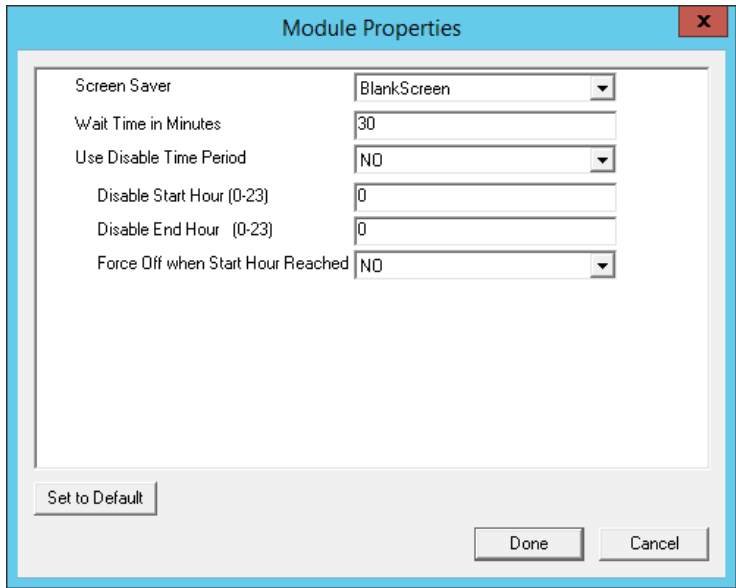 Module Properties
x
Screen Saver BlankScreen
Wait Time in Minutes 30
Use Disable Time Period NO
Disable Start Hour (0-23) 0
Disable End Hour (0-23) 0
Force Off when Start Hour Reached NO
Set to Default
Done Cancel